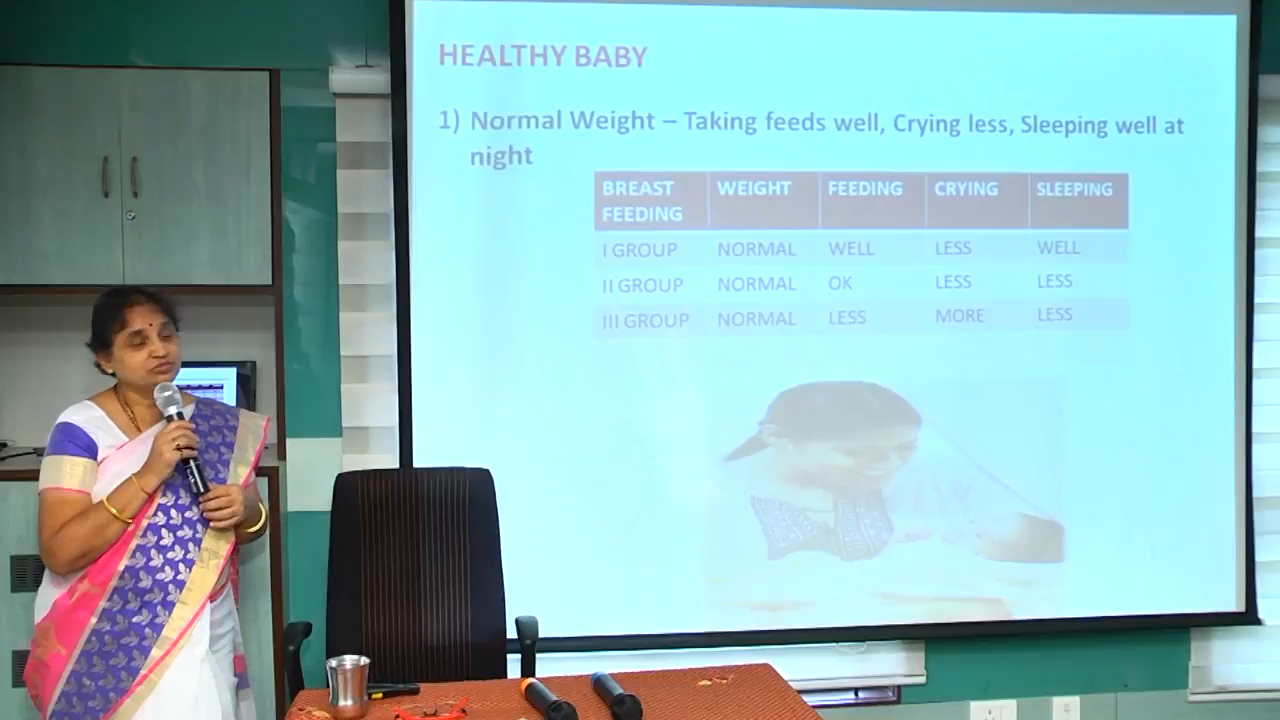 HEALTHY BABY
1) Normal Weight – Taking feeds well, Crying less, Sleeping well at
night
BREAST FEEDING WEIGHT FEEDING CRYING SLEEPING
I GROUP NORMAL WELL LESS WELL
II GROUP NORMAL OK LESS LESS
III GROUP NORMAL LESS MORE LESS